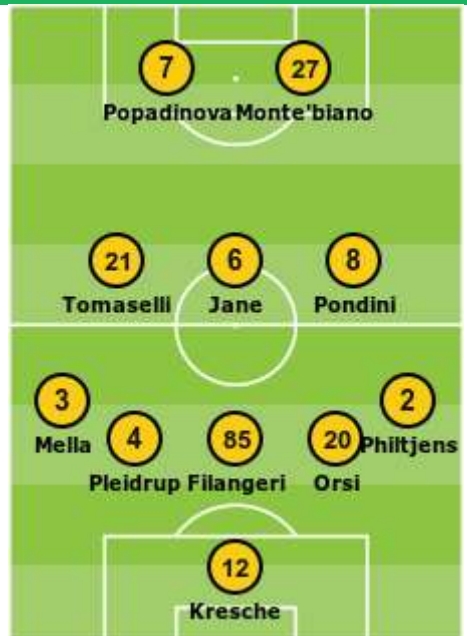 7 27
Popadinova Monte'biano
21 6 8
Tomaselli Jane Pondini
3 2
Mella Philtjens
4 85 20
Pleidrup Filangeri Orsi
12
Kresche